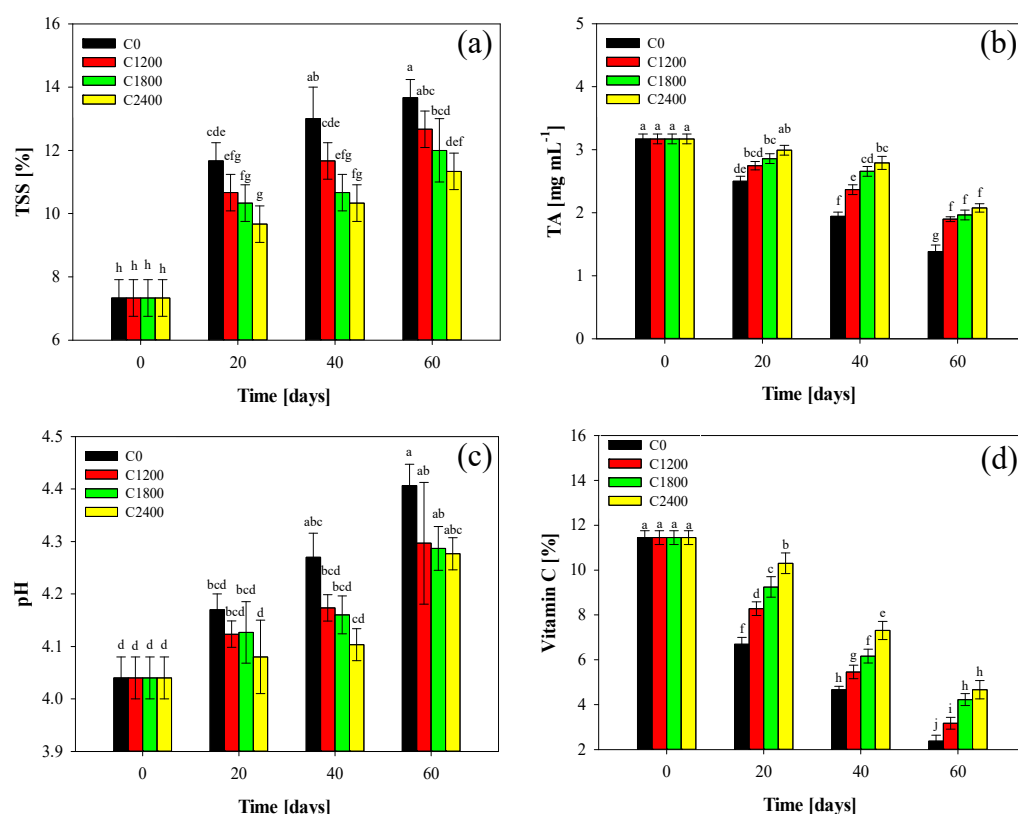 (a)
C0
C1200
C1800
C2400
TSS [%]
16
14
12
10
8
6
h h h h
cde efg fg g
ab cde efg fg
a abc bcd def
0 20 40 60
Time [days]
(b)
C0
C1200
C1800
C2400
TA [mg mL⁻¹]
5
4
3
2
1
0
a a a a
de bcd bc ab
f e cd bc
g f f f
0 20 40 60
Time [days]
(c)
C0
C1200
C1800
C2400
pH
4.5
4.4
4.3
4.2
4.1
4.0
3.9
d d d d
bcd bcd bcd d
abc bcd bcd cd
a ab ab abc
0 20 40 60
Time [days]
(d)
C0
C1200
C1800
C2400
Vitamin C [%]
16
14
12
10
8
6
4
2
a a a a
f d c b
h g f e
j i h h
0 20 40 60
Time [days]